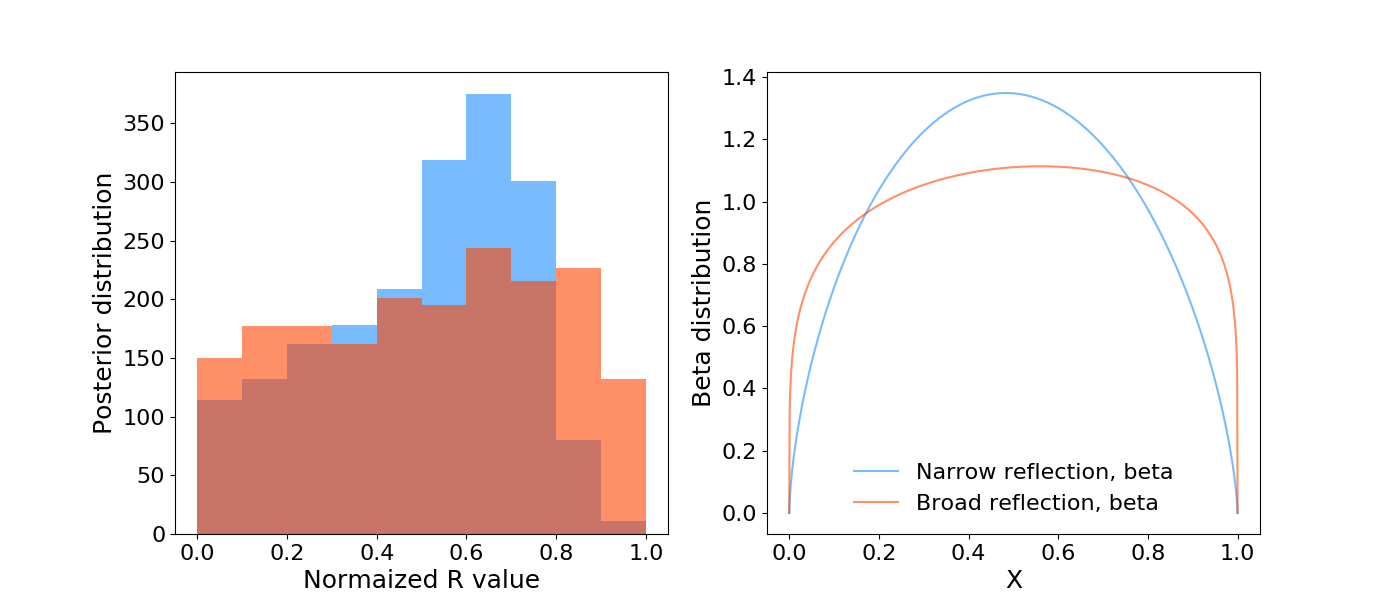 Posterior distribution
350
300
250
200
150
100
50
0
0.0 0.2 0.4 0.6 0.8 1.0
Normaized R value
Beta distribution
1.4
1.2
1.0
0.8
0.6
0.4
0.2
0.0
Narrow reflection, beta
Broad reflection, beta
0.0 0.2 0.4 0.6 0.8 1.0
X